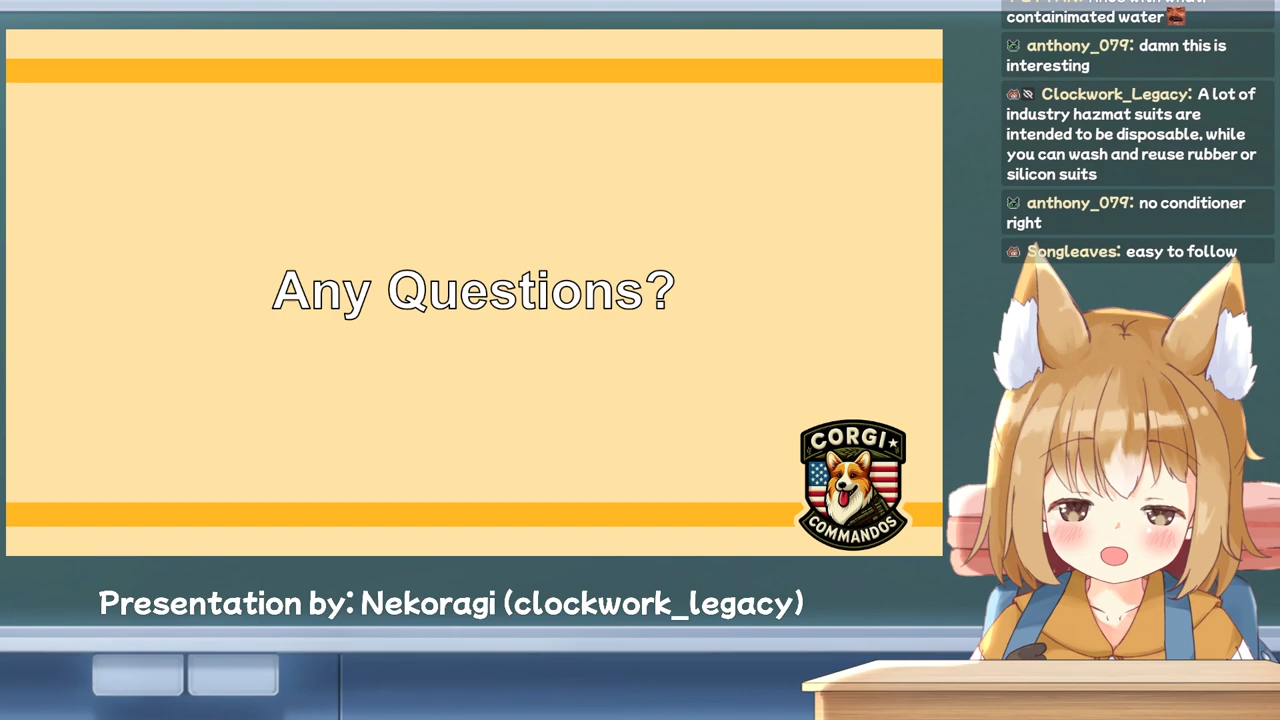 Any Questions?
CORGI
COMMANDOS
Presentation by: Nekoragi (clockwork_legacy)
containimated water
anthony_079: damn this is
interesting
Clockwork_Legacy: A lot of
industry hazmat suits are
intended to be disposable, while
you can wash and reuse rubber or
silicon suits
anthony_079: no conditioner
right
Songleaves: easy to follow